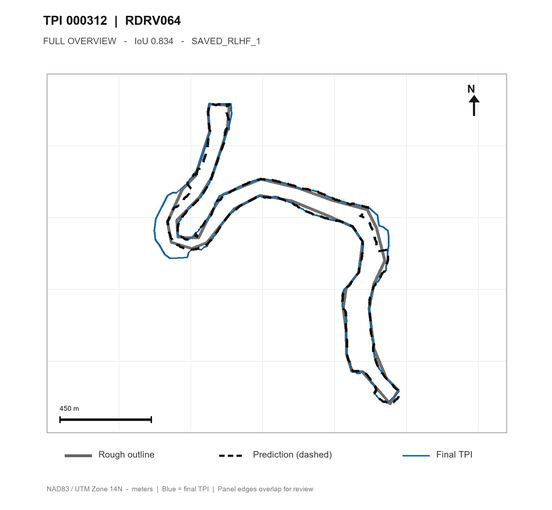 TPI 000312 | RDRV064
FULL OVERVIEW - IoU 0.834 - SAVED_RLHF_1
N
450 m
Rough outline Prediction (dashed) Final TPI
NAD83 / UTM Zone 14N - meters | Blue = final TPI | Panel edges overlap for review